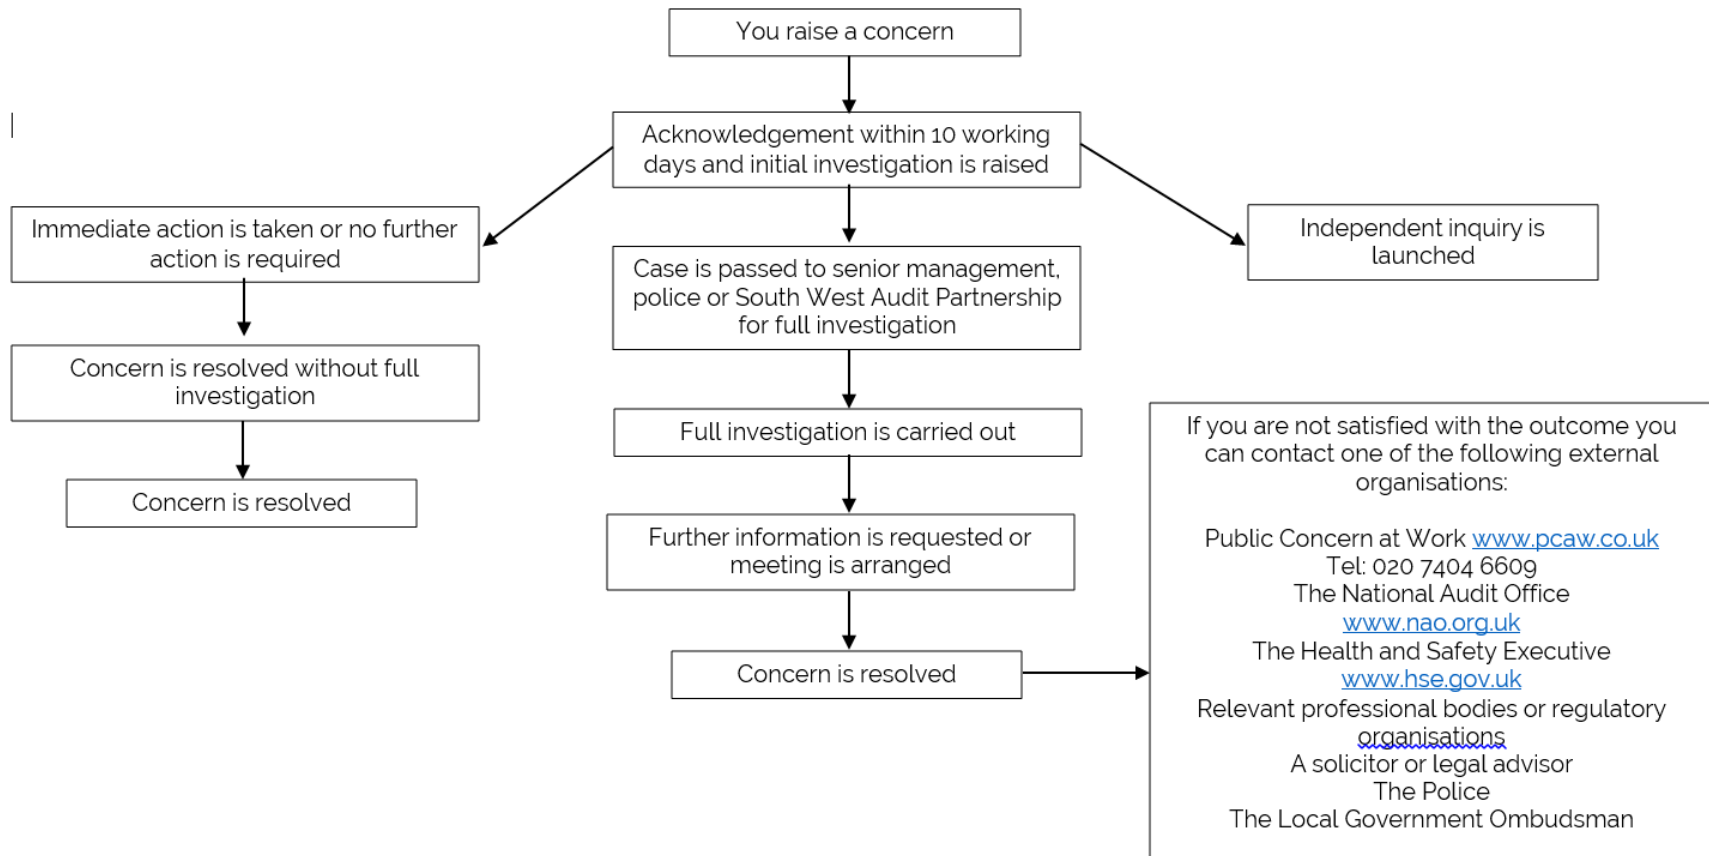 You raise a concern
Acknowledgement within 10 working
days and initial investigation is raised
Immediate action is taken or no further
action is required
Independent inquiry is
launched
Case is passed to senior management,
police or South West Audit Partnership
for full investigation
Concern is resolved without full
investigation
Full investigation is carried out
Concern is resolved
Further information is requested or
meeting is arranged
Concern is resolved
If you are not satisfied with the outcome you
can contact one of the following external
organisations:
Public Concern at Work www.pcaw.co.uk
Tel: 020 7404 6609
The National Audit Office
www.nao.org.uk
The Health and Safety Executive
www.hse.gov.uk
Relevant professional bodies or regulatory
organisations
A solicitor or legal advisor
The Police
The Local Government Ombudsman